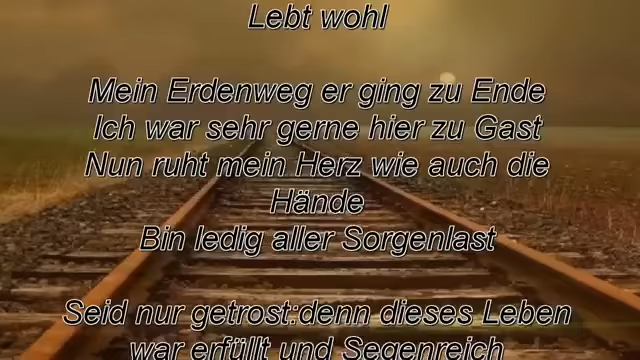 Lebt wohl
Mein Erdenweg er ging zu Ende
Ich war sehr gerne hier zu Gast
Nun ruht mein Herz wie auch die
Hände
Bin ledig aller Sorgenlast
Seid nur getrost:denn dieses Leben
war erfüllt und Segenreich